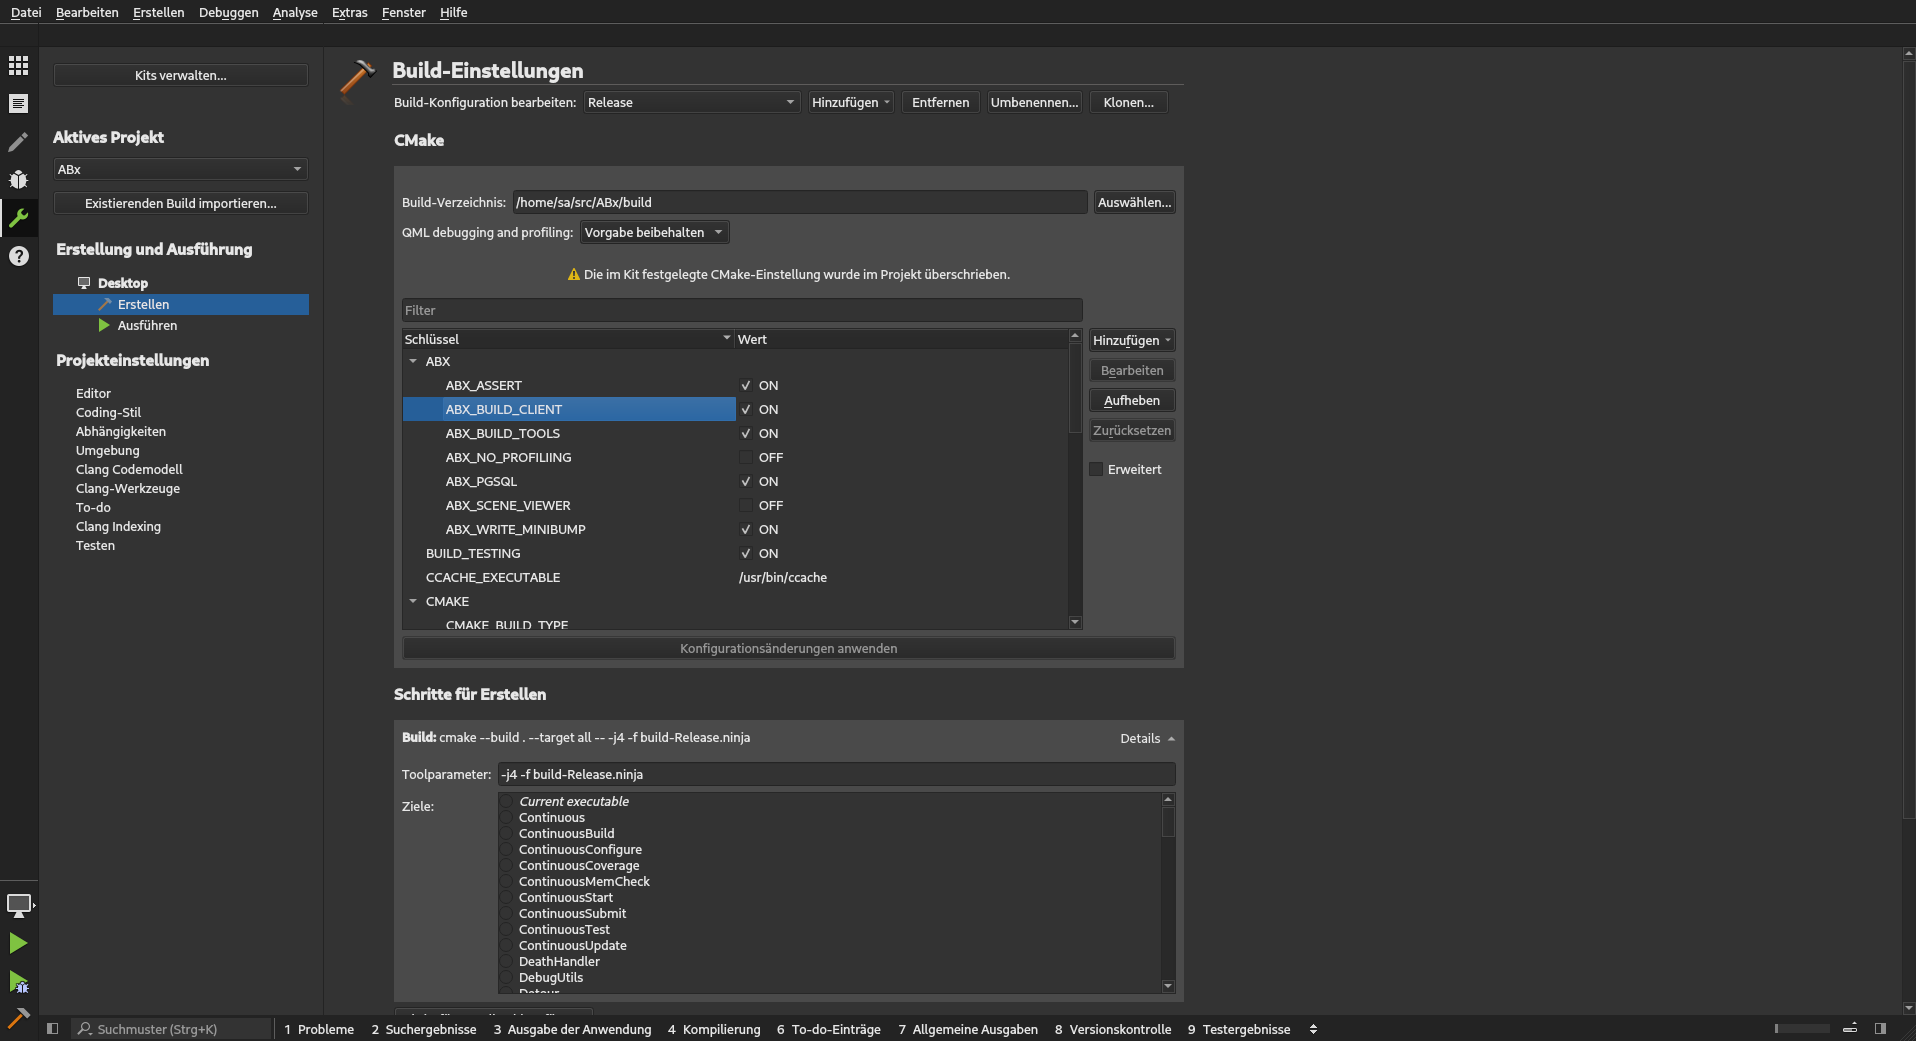 Datei Bearbeiten Erstellen Debuggen Analyse Extras Fenster Hilfe
Kits verwalten...
Aktives Projekt
ABx
Existierenden Build importieren...
Erstellung und Ausführung
Desktop
Erstellen
Ausführen
Projekteinstellungen
Editor
Coding-Stil
Abhängigkeiten
Umgebung
Clang Codemodell
Clang-Werkzeuge
To-do
Clang Indexing
Testen
Build-Einstellungen
Build-Konfiguration bearbeiten: Release Hinzufügen Entfernen Umbenennen... Klonen...
CMake
Build-Verzeichnis: /home/sa/src/ABx/build Auswählen...
QML debugging and profiling: Vorgabe beibehalten
Die im Kit festgelegte CMake-Einstellung wurde im Projekt überschrieben.
Filter
Schlüssel Wert
ABX
ABX_ASSERT ON
ABX_BUILD_CLIENT ON
ABX_BUILD_TOOLS ON
ABX_NO_PROFILIING OFF
ABX_PGSQL ON
ABX_SCENE_VIEWER OFF
ABX_WRITE_MINIBUMP ON
BUILD_TESTING ON
CCACHE_EXECUTABLE /usr/bin/ccache
CMAKE
CMAKE_BUILD_TYPE
Hinzufügen
Bearbeiten
Aufheben
Zurücksetzen
Erweitert
Konfigurationsänderungen anwenden
Schritte für Erstellen
Build: cmake --build . --target all -- -j4 -f build-Release.ninja Details
Toolparameter: -j4 -f build-Release.ninja
Ziele:
Current executable
Continuous
ContinuousBuild
ContinuousConfigure
ContinuousCoverage
ContinuousMemCheck
ContinuousStart
ContinuousSubmit
ContinuousTest
ContinuousUpdate
DeathHandler
DebugUtils
Detour
Suchmuster (Strg+K) 1 Probleme 2 Suchergebnisse 3 Ausgabe der Anwendung 4 Kompilierung 6 To-do-Einträge 7 Allgemeine Ausgaben 8 Versionskontrolle 9 Testergebnisse